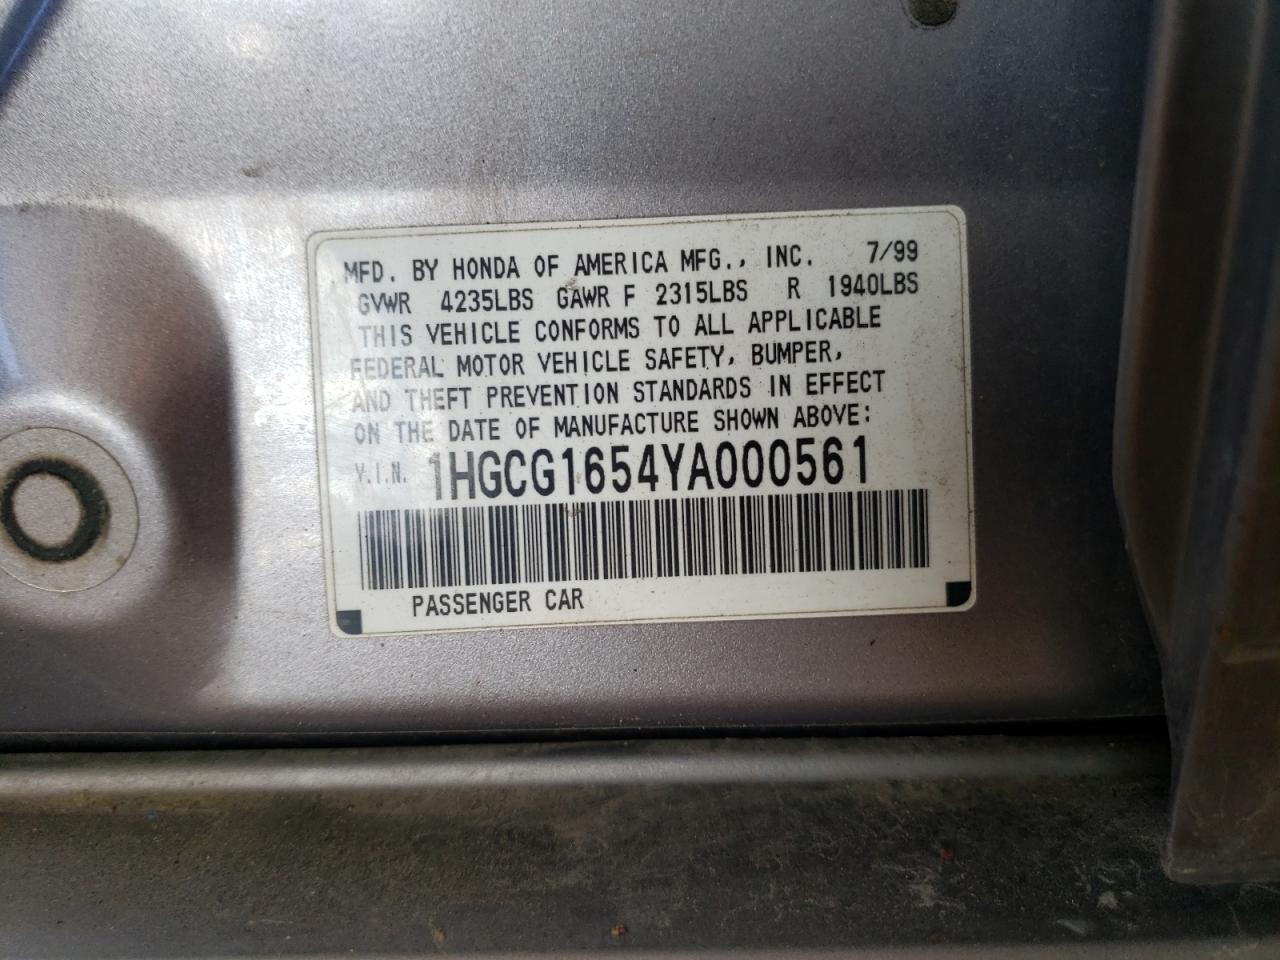 MFD. BY HONDA OF AMERICA MFG., INC. 7/99
GVWR 4235LBS GAWR F 2315LBS R 1940LBS
THIS VEHICLE CONFORMS TO ALL APPLICABLE
FEDERAL MOTOR VEHICLE SAFETY, BUMPER,
AND THEFT PREVENTION STANDARDS IN EFFECT
ON THE DATE OF MANUFACTURE SHOWN ABOVE:
V.I.N. 1HGCG1654YA000561
PASSENGER CAR